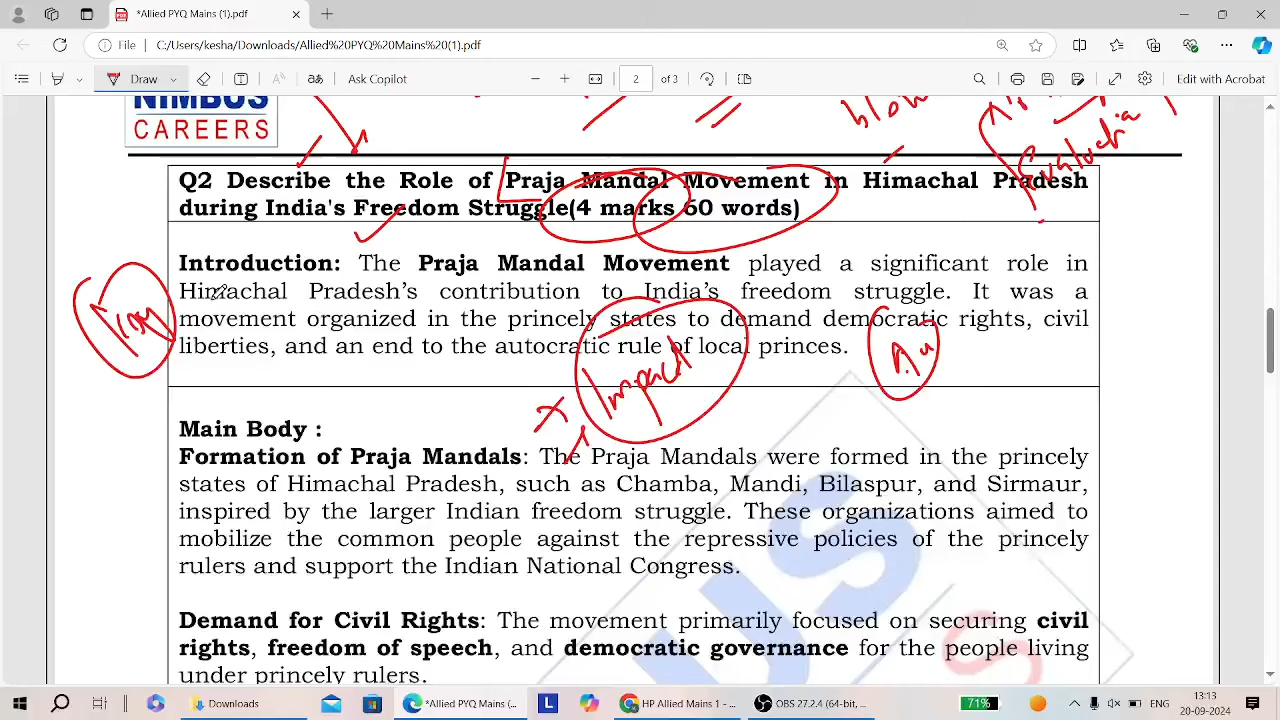 *Allied PYQ Mains (1).pdf
File C:/Users/kesha/Downloads/Allied%20PYQ%20Mains%20(1).pdf
Draw Ask Copilot 2 of 3 Edit with Acrobat
NIMBUS
CAREERS
Evaluation
Q2 Describe the Role of Praja Mandal Movement in Himachal Pradesh
during India's Freedom Struggle(4 marks 60 words)
Introduction: The Praja Mandal Movement played a significant role in
Himachal Pradesh's contribution to India's freedom struggle. It was a
movement organized in the princely states to demand democratic rights, civil
liberties, and an end to the autocratic rule of local princes.
Impact
Main Body :
Formation of Praja Mandals: The Praja Mandals were formed in the princely
states of Himachal Pradesh, such as Chamba, Mandi, Bilaspur, and Sirmaur,
inspired by the larger Indian freedom struggle. These organizations aimed to
mobilize the common people against the repressive policies of the princely
rulers and support the Indian National Congress.
Demand for Civil Rights: The movement primarily focused on securing civil
rights, freedom of speech, and democratic governance for the people living
under princely rulers.
US
S
Download *Allied PYQ Mains ( HP Allied Mains 1 - OBS 27.2 (64-bit, 71% ENG 13:13
20-09-2024